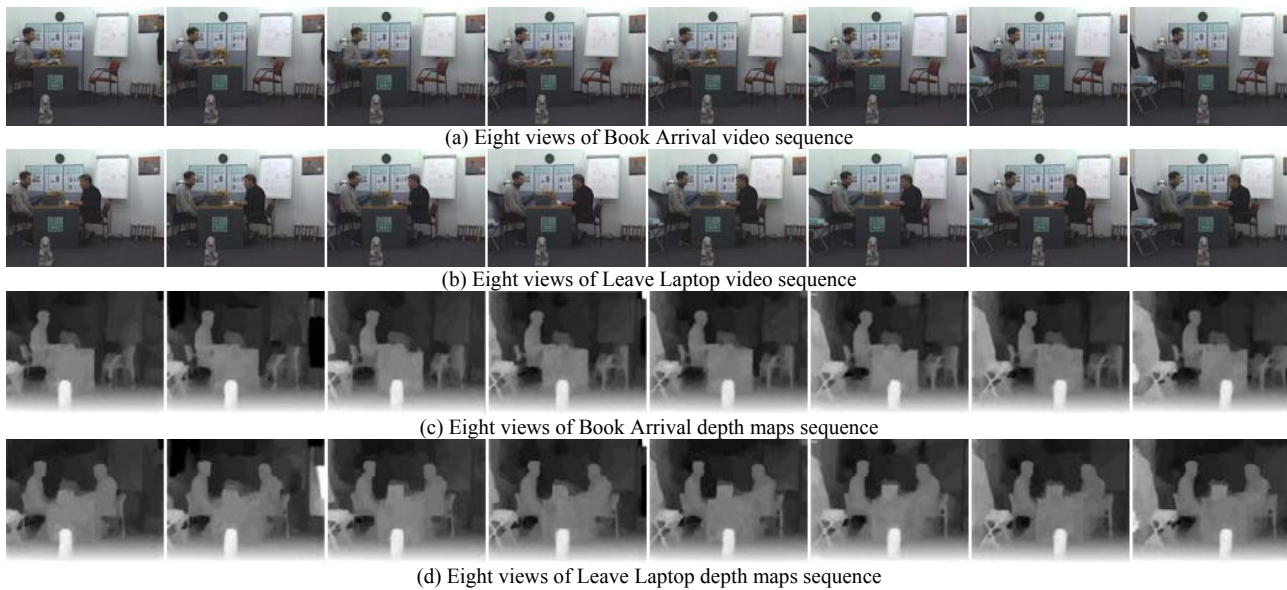 (a) Eight views of Book Arrival video sequence
(b) Eight views of Leave Laptop video sequence
(c) Eight views of Book Arrival depth maps sequence
(d) Eight views of Leave Laptop depth maps sequence